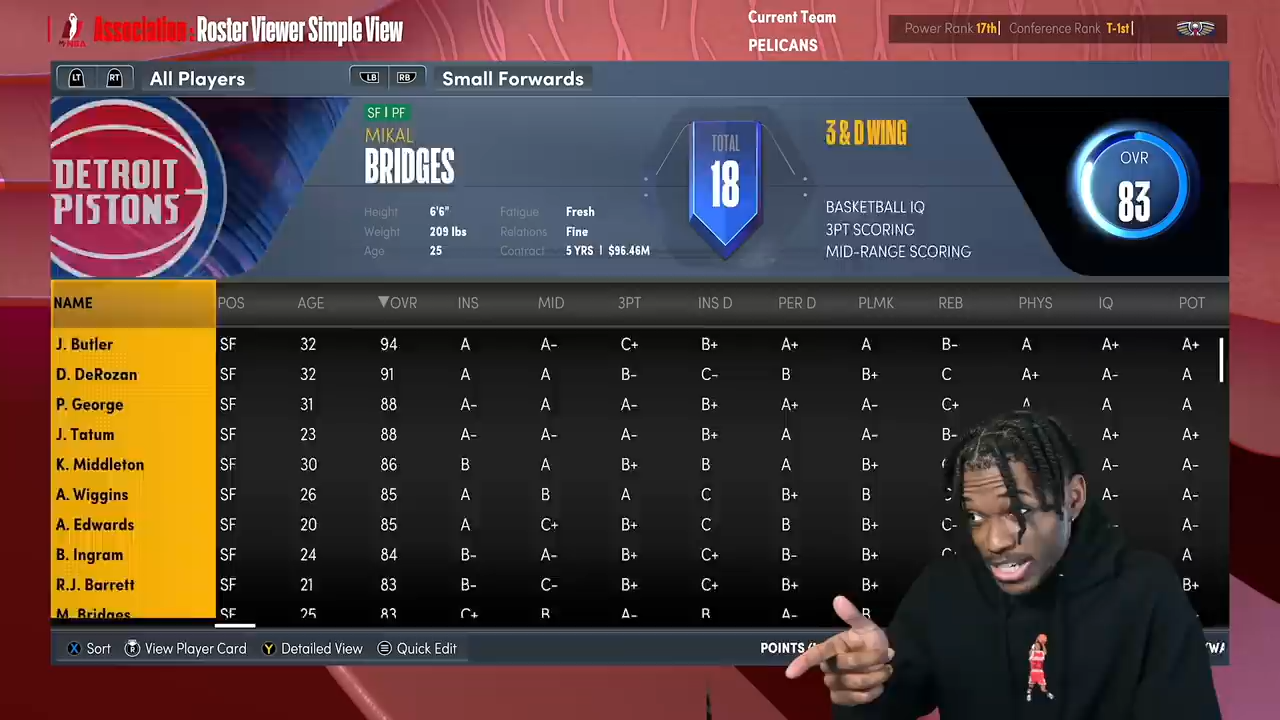 Association: Roster Viewer Simple View
Current Team
PELICANS
Power Rank 17th| Conference Rank T-1st|
LT RT All Players
LB RB Small Forwards
DETROIT
PISTONS
SF | PF
MIKAL
BRIDGES
Height 6'6" Fatigue Fresh
Weight 209 lbs Relations Fine
Age 25 Contract 5 YRS | $96.46M
TOTAL
18
3 & D WING
BASKETBALL IQ
3PT SCORING
MID-RANGE SCORING
OVR
83
NAME POS AGE ▼OVR INS MID 3PT INS D PER D PLMK REB PHYS IQ POT
J. Butler SF 32 94 A A- C+ B+ A+ A B- A A+ A+
D. DeRozan SF 32 91 A A B- C- B B+ C A+ A- A
P. George SF 31 88 A- A A- B+ A+ A- C+ A A A
J. Tatum SF 23 88 A- A- A- B+ A A- B- A+ A+
K. Middleton SF 30 86 B A B+ B A B+ A- A-
A. Wiggins SF 26 85 A B A C B+ B A- A-
A. Edwards SF 20 85 A C+ B+ C B B+ C- A-
B. Ingram SF 24 84 B- A- B+ C+ B- B+ A
R.J. Barrett SF 21 83 B- C- B+ C+ B+ B+ B+
M. Bridges SF 25 83 C+ B A- B A- B
X Sort R View Player Card Y Detailed View Quick Edit
POINTS